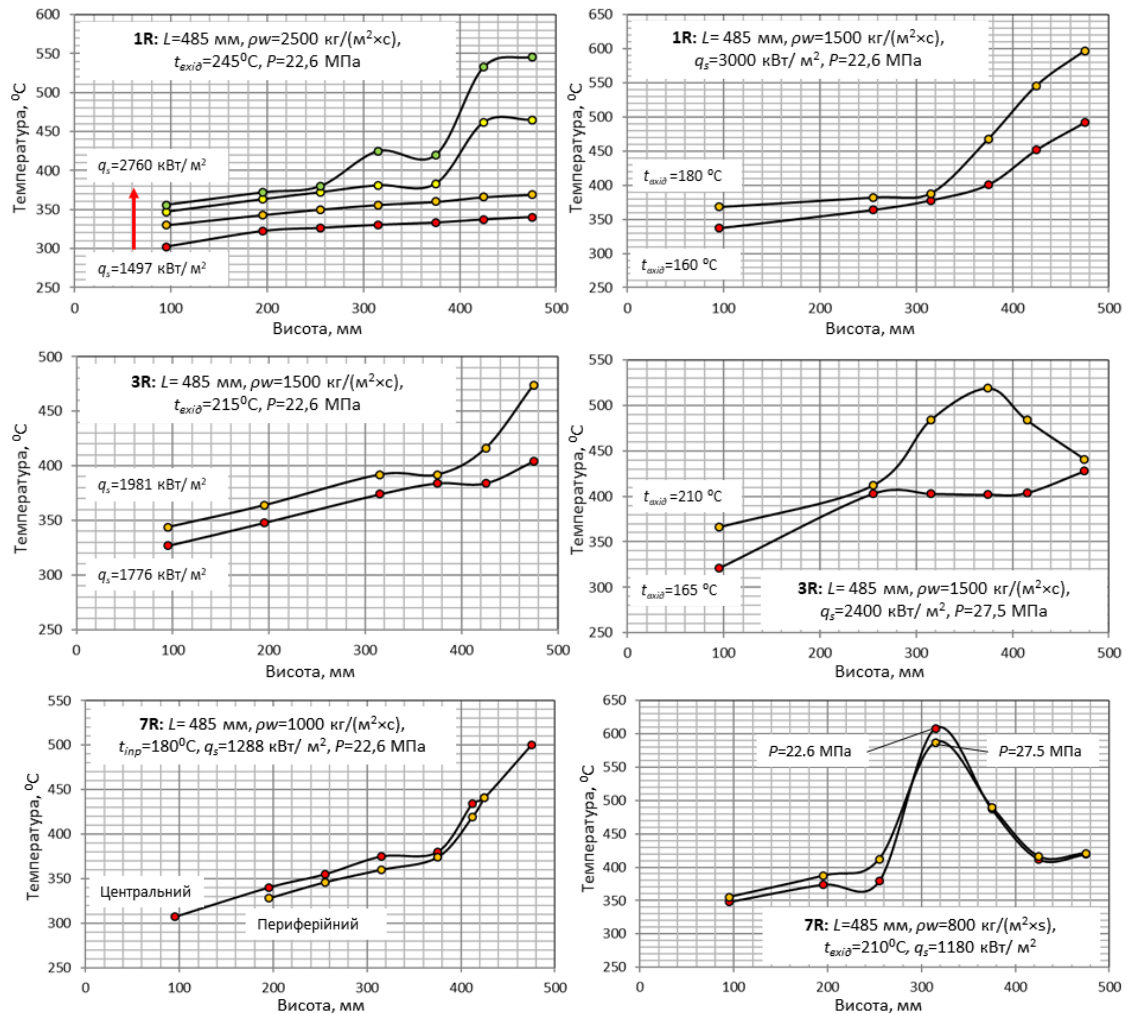 1R: L=485 мм, ρw=2500 кг/(м²×с),
tвхід=245⁰C, P=22,6 МПа
qs=2760 кВт/ м²
qs=1497 кВт/ м²
Температура, ⁰C
600
550
500
450
400
350
300
250
0
100
200
300
400
500
Висота, мм
1R: L= 485 мм, ρw=1500 кг/(м²×с),
qs=3000 кВт/ м², P=22,6 МПа
tвхід=180 ⁰C
tвхід=160 ⁰C
Температура, ⁰C
650
600
550
500
450
400
350
300
250
0
100
200
300
400
500
Висота, мм
3R: L= 485 мм, ρw=1500 кг/(м²×с),
tвхід=215⁰C, P=22,6 МПа
qs=1981 кВт/ м²
qs=1776 кВт/ м²
Температура, ⁰C
500
450
400
350
300
250
0
100
200
300
400
500
Висота, мм
tвхід=210 ⁰C
tвхід=165 ⁰C
3R: L= 485 мм, ρw=1500 кг/(м²×с),
qs=2400 кВт/ м², P=27,5 МПа
Температура, ⁰C
550
500
450
400
350
300
250
0
100
200
300
400
500
Висота, мм
7R: L= 485 мм, ρw=1000 кг/(м²×с),
tinp=180⁰C, qs=1288 кВт/ м², P=22,6 МПа
Центральний
Периферійний
Температура, ⁰C
550
500
450
400
350
300
250
0
100
200
300
400
500
Висота, мм
P=22.6 МПа
P=27.5 МПа
7R: L=485 мм, ρw=800 кг/(м²×s),
tвхід=210⁰C, qs=1180 кВт/ м²
Температура, ⁰C
650
600
550
500
450
400
350
300
250
0
100
200
300
400
500
Висота, мм